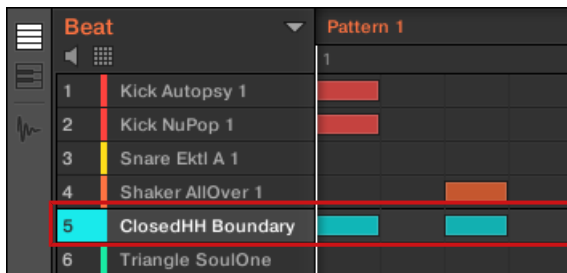 Beat
Pattern 1
1
1 Kick Autopsy 1
2 Kick NuPop 1
3 Snare Ektl A 1
4 Shaker AllOver 1
5 ClosedHH Boundary
6 Triangle SoulOne